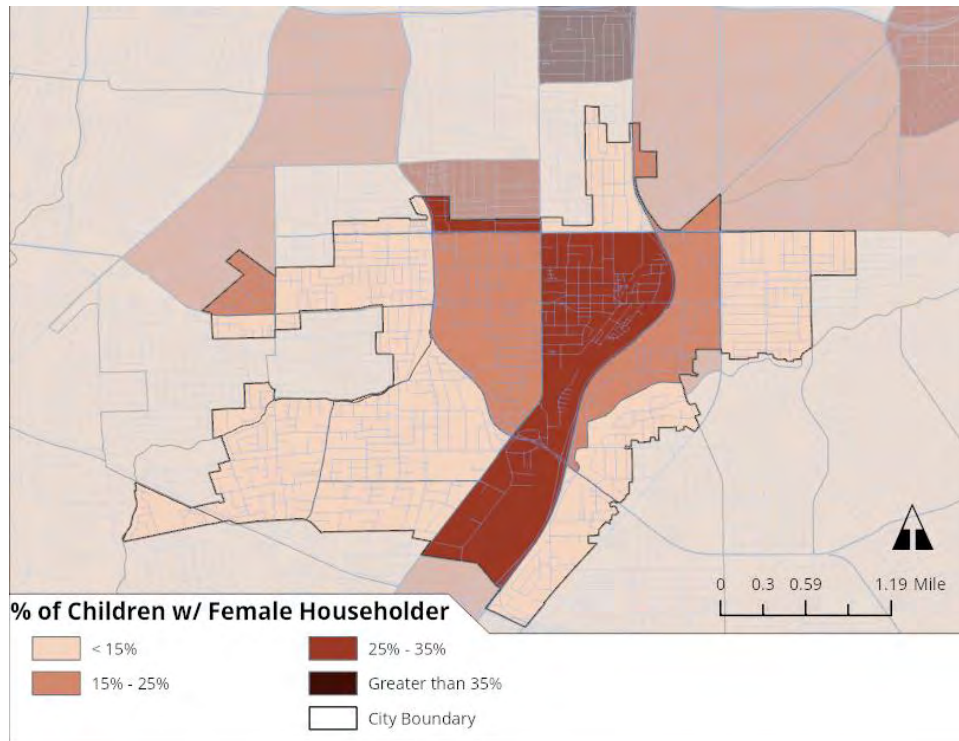 0 0.3 0.59 1.19 Mile
% of Children w/ Female Householder
< 15%
15% - 25%
25% - 35%
Greater than 35%
City Boundary